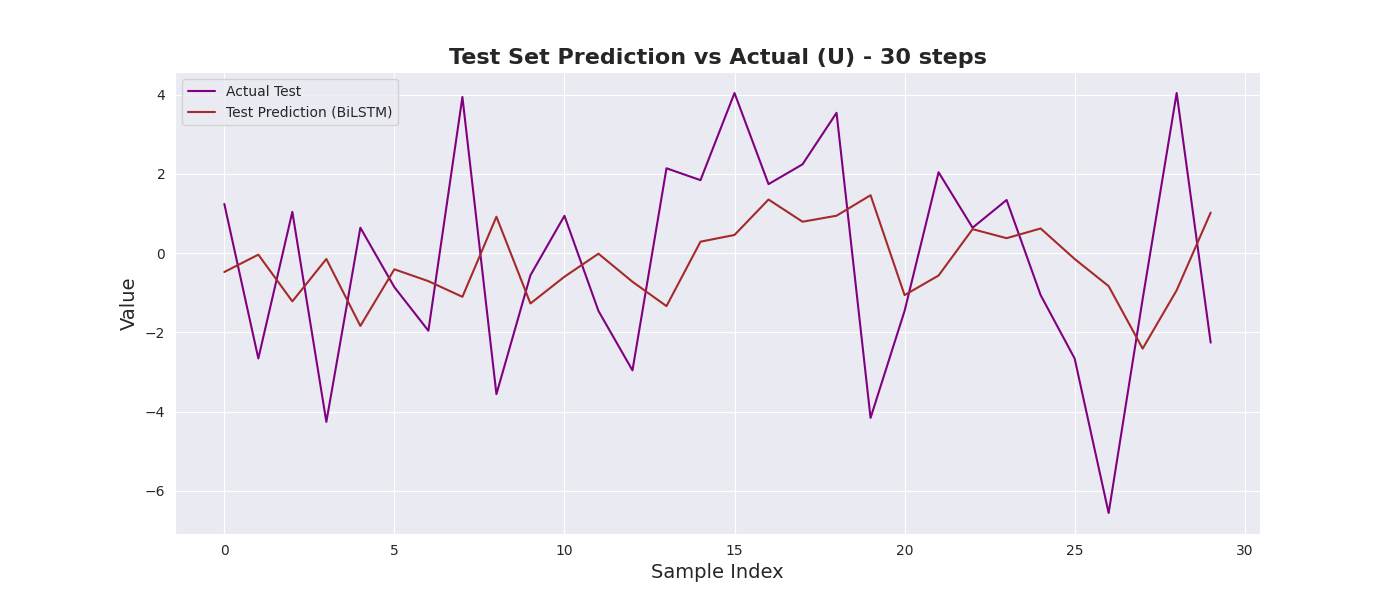 Test Set Prediction vs Actual (U) - 30 steps
Actual Test
Test Prediction (BiLSTM)
Value
4
2
0
−2
−4
−6
0 5 10 15 20 25 30
Sample Index